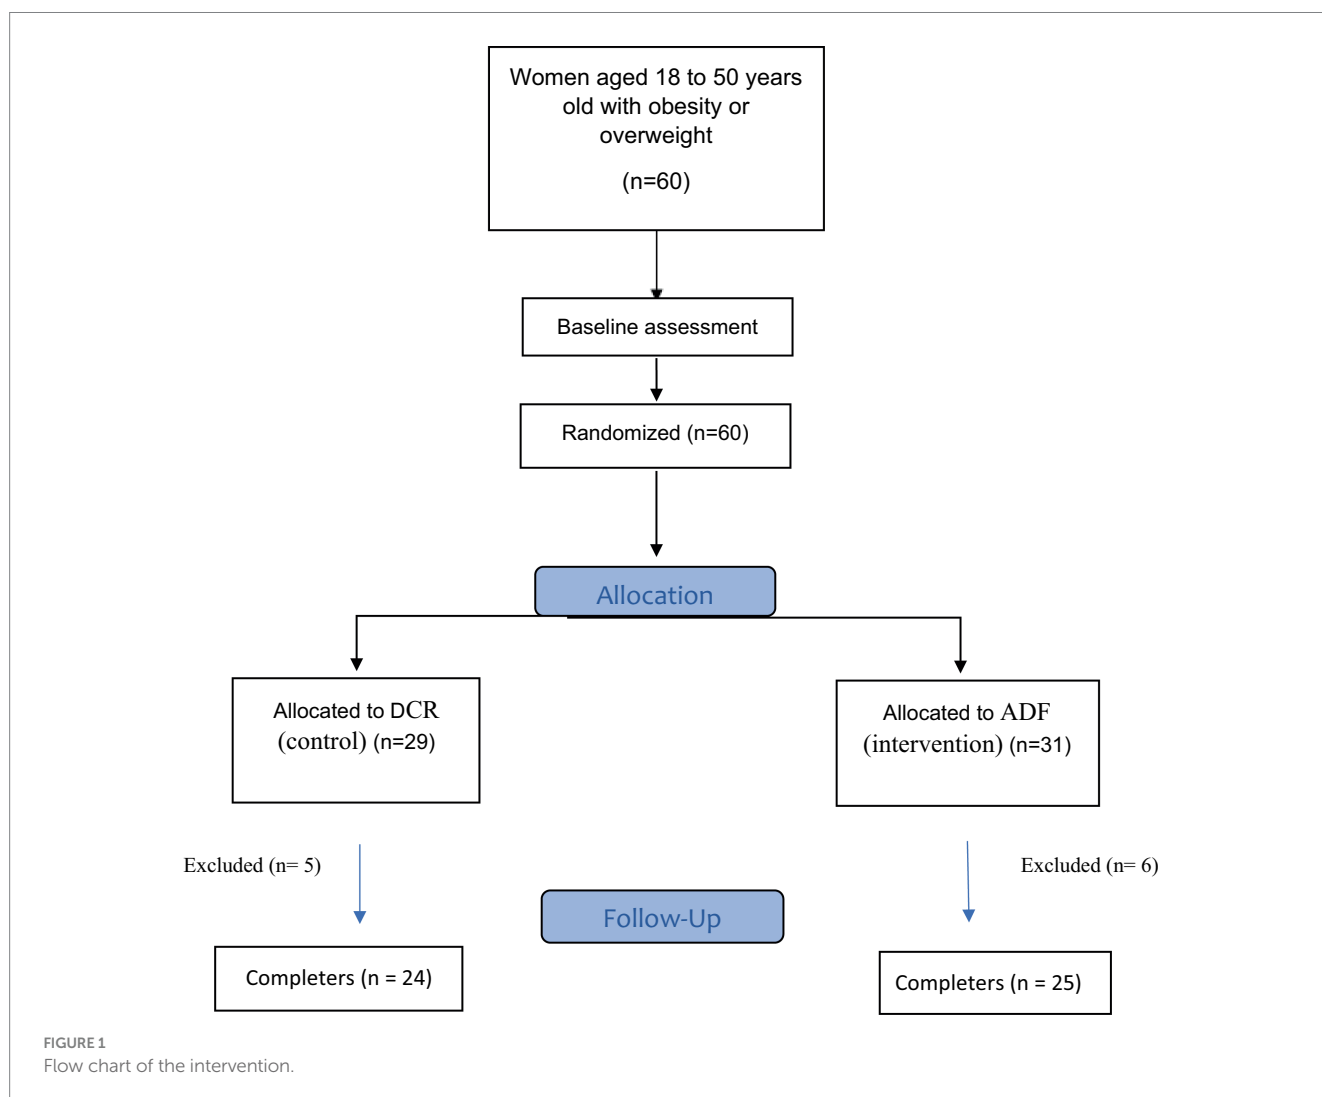 Women aged 18 to 50 years
old with obesity or
overweight
(n=60)
Baseline assessment
Randomized (n=60)
Allocation
Allocated to DCR
(control) (n=29)
Allocated to ADF
(intervention) (n=31)
Excluded (n= 5)
Excluded (n= 6)
Follow-Up
Completers (n = 24)
Completers (n = 25)
FIGURE 1
Flow chart of the intervention.